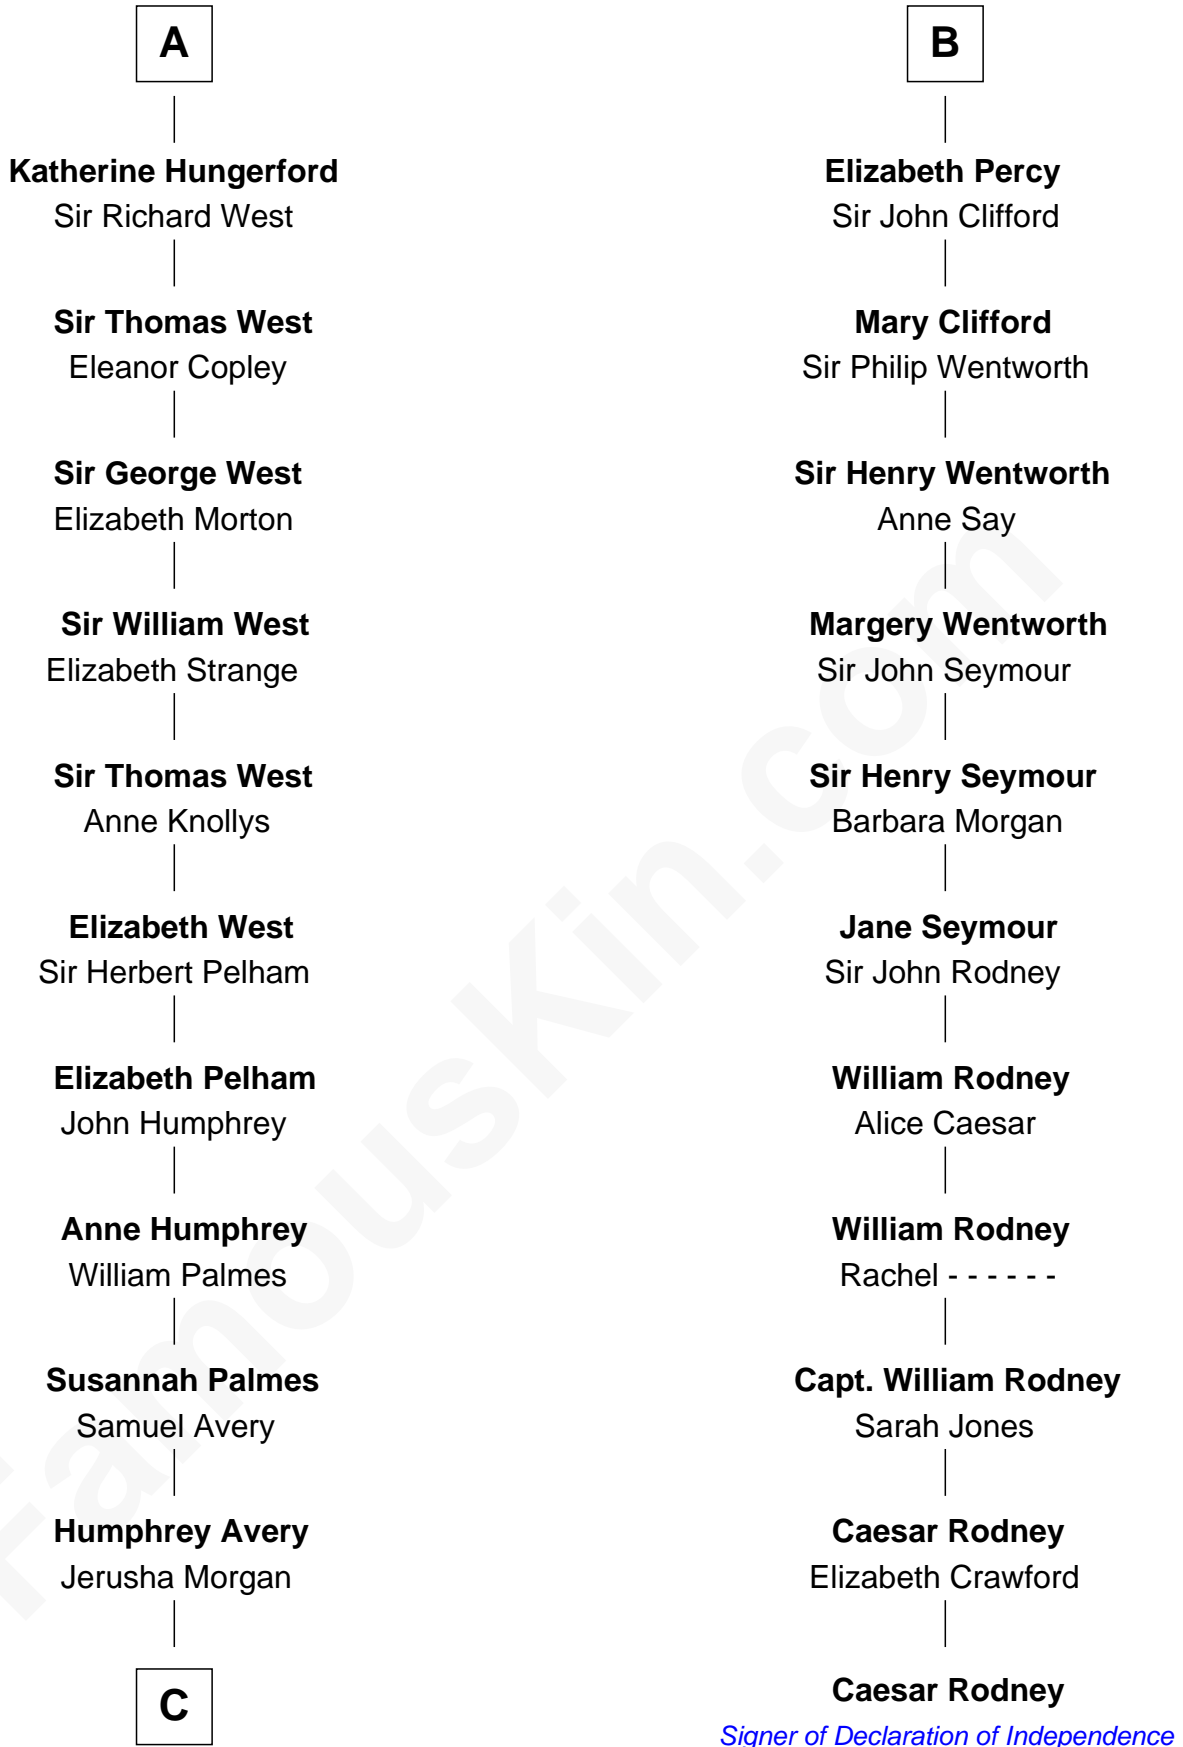 A
Katherine Hungerford
Sir Richard West
Sir Thomas West
Eleanor Copley
Sir George West
Elizabeth Morton
Sir William West
Elizabeth Strange
Sir Thomas West
Anne Knollys
Elizabeth West
Sir Herbert Pelham
Elizabeth Pelham
John Humphrey
Anne Humphrey
William Palmes
Susannah Palmes
Samuel Avery
Humphrey Avery
Jerusha Morgan
C
B
Elizabeth Percy
Sir John Clifford
Mary Clifford
Sir Philip Wentworth
Sir Henry Wentworth
Anne Say
Margery Wentworth
Sir John Seymour
Sir Henry Seymour
Barbara Morgan
Jane Seymour
Sir John Rodney
William Rodney
Alice Caesar
William Rodney
Rachel - - - - - -
Capt. William Rodney
Sarah Jones
Caesar Rodney
Elizabeth Crawford
Caesar Rodney
Signer of Declaration of Independence
FamousKin.com